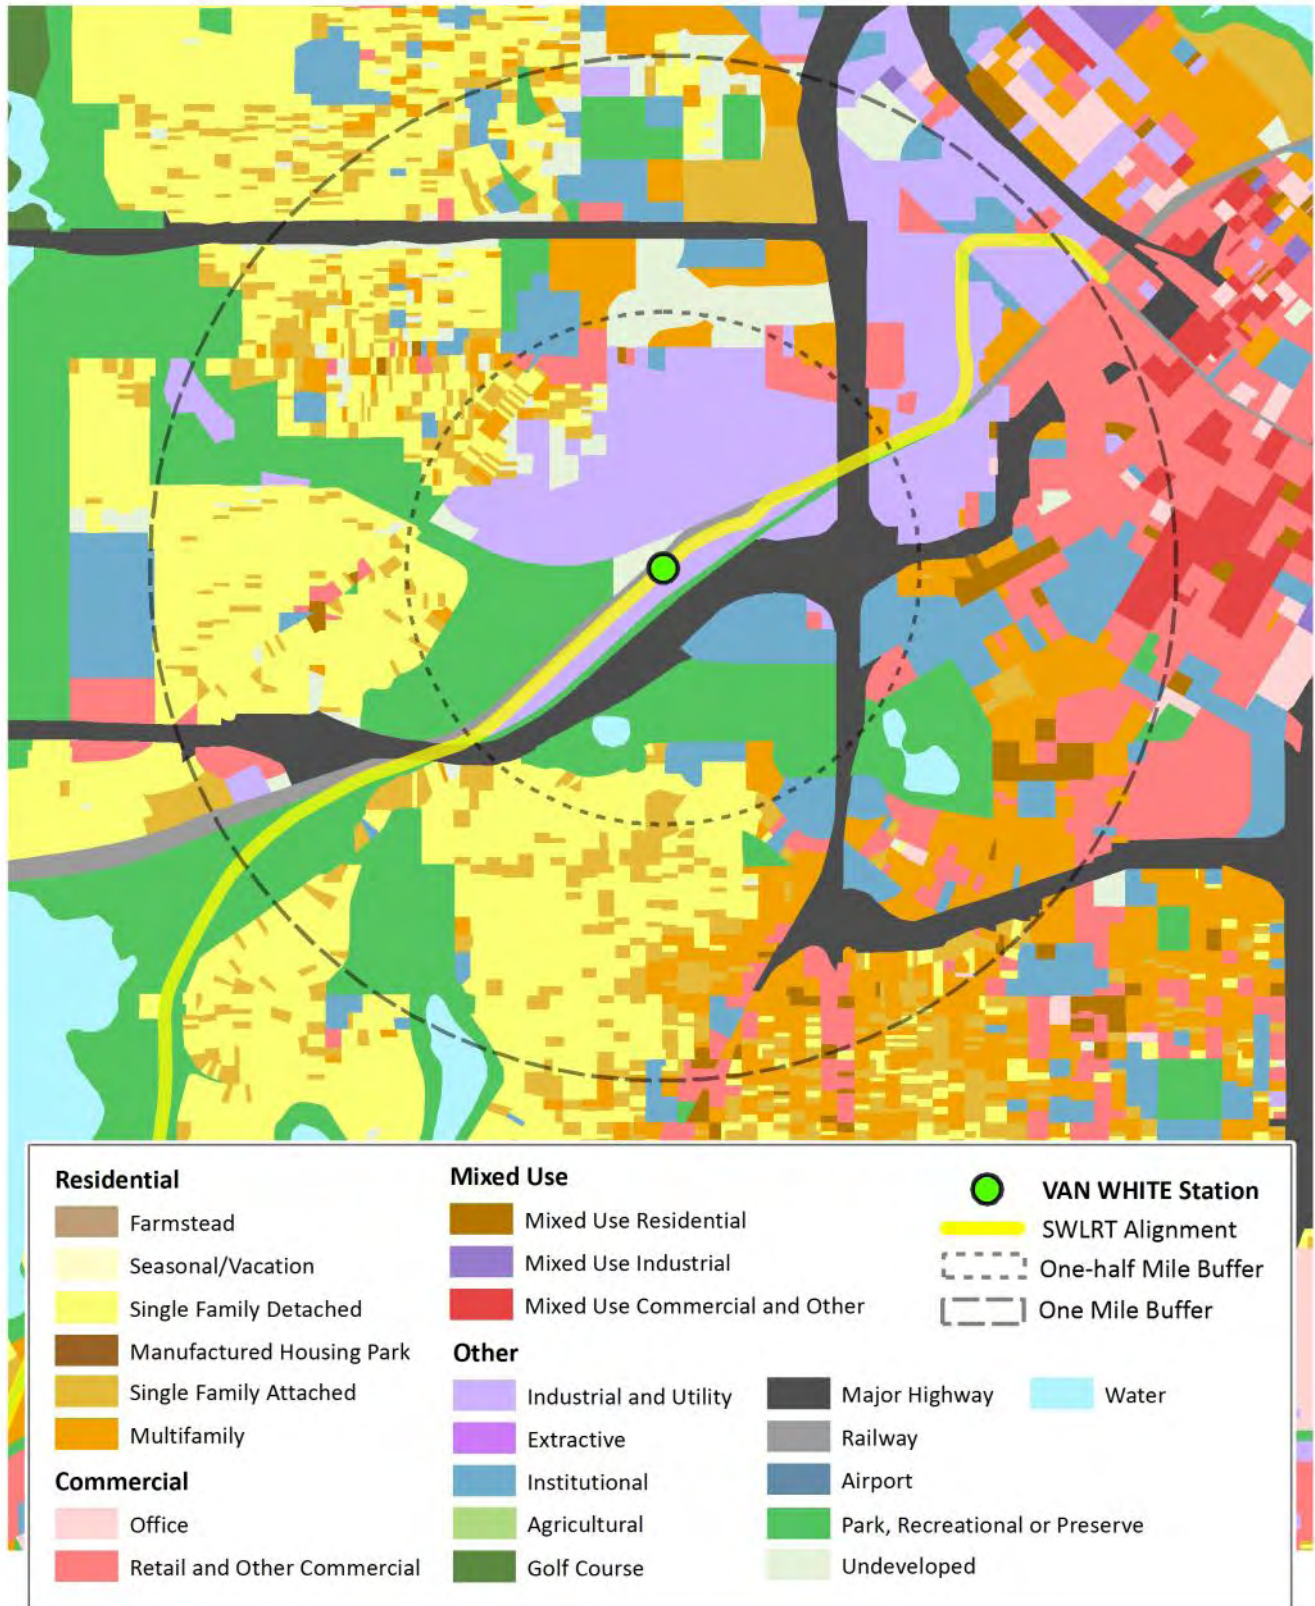 Residential
Farmstead
Seasonal/Vacation
Single Family Detached
Manufactured Housing Park
Single Family Attached
Multifamily
Commercial
Office
Retail and Other Commercial
Mixed Use
Mixed Use Residential
Mixed Use Industrial
Mixed Use Commercial and Other
Other
Industrial and Utility
Extractive
Institutional
Agricultural
Golf Course
Major Highway
Railway
Airport
Park, Recreational or Preserve
Undeveloped
Water
VAN WHITE Station
SWLRT Alignment
One-half Mile Buffer
One Mile Buffer